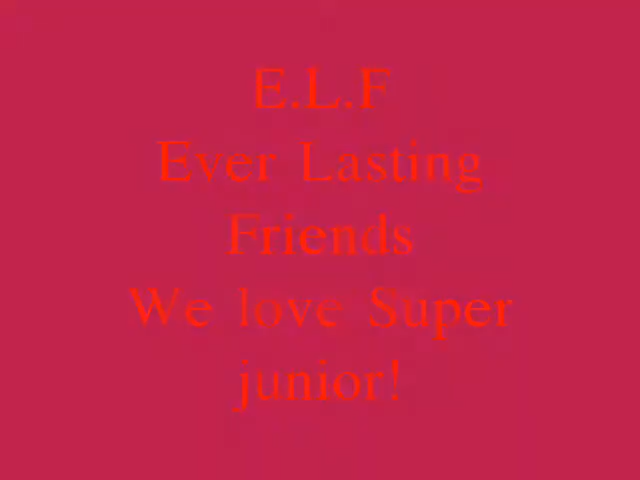 E.L.F
Ever Lasting
Friends
We love Super
junior!